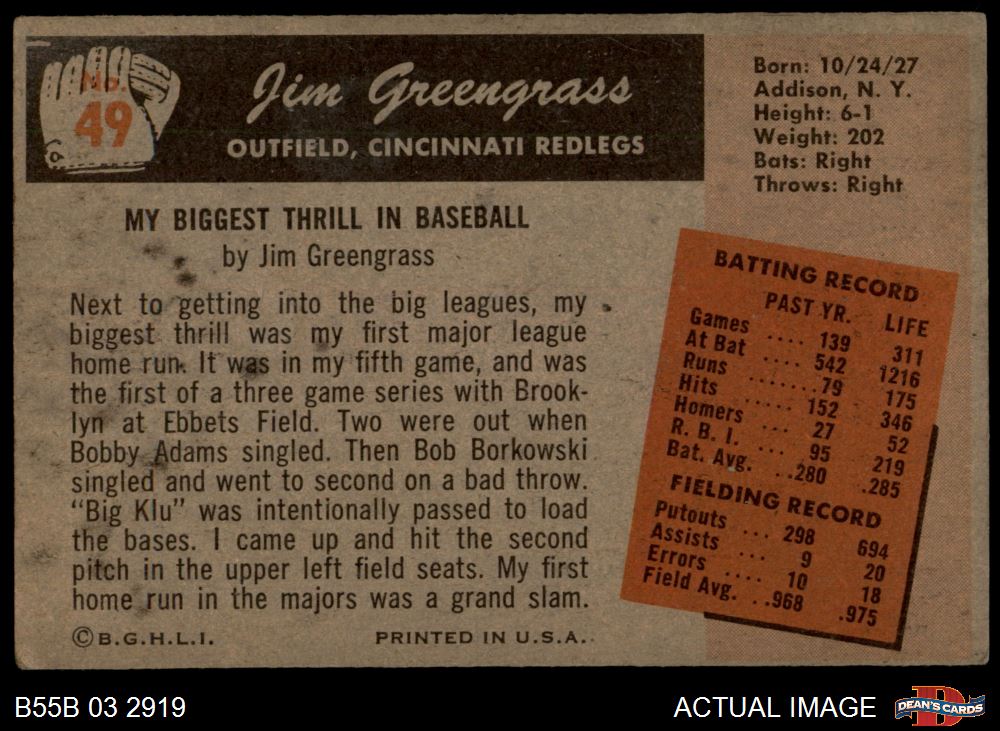 No.
49
Jim Greengrass
OUTFIELD, CINCINNATI REDLEGS
Born: 10/24/27
Addison, N. Y.
Height: 6-1
Weight: 202
Bats: Right
Throws: Right
MY BIGGEST THRILL IN BASEBALL
by Jim Greengrass
Next to getting into the big leagues, my
biggest thrill was my first major league
home run. It was in my fifth game, and was
the first of a three game series with Brook-
lyn at Ebbets Field. Two were out when
Bobby Adams singled. Then Bob Borkowski
singled and went to second on a bad throw.
"Big Klu" was intentionally passed to load
the bases. I came up and hit the second
pitch in the upper left field seats. My first
home run in the majors was a grand slam.
©B.G.H.L.I. PRINTED IN U.S.A.
BATTING RECORD
PAST YR. LIFE
Games .... 139 311
At Bat .... 542 1216
Runs ....... 79 175
Hits ..... 152 346
Homers .... 27 52
R. B. I. .... 95 219
Bat. Avg. ..280 .285
FIELDING RECORD
Putouts ... 298 694
Assists ... 9 20
Errors .... 10 18
Field Avg. ..968 .975
B55B 03 2919 ACTUAL IMAGE
DEAN'S CARDS